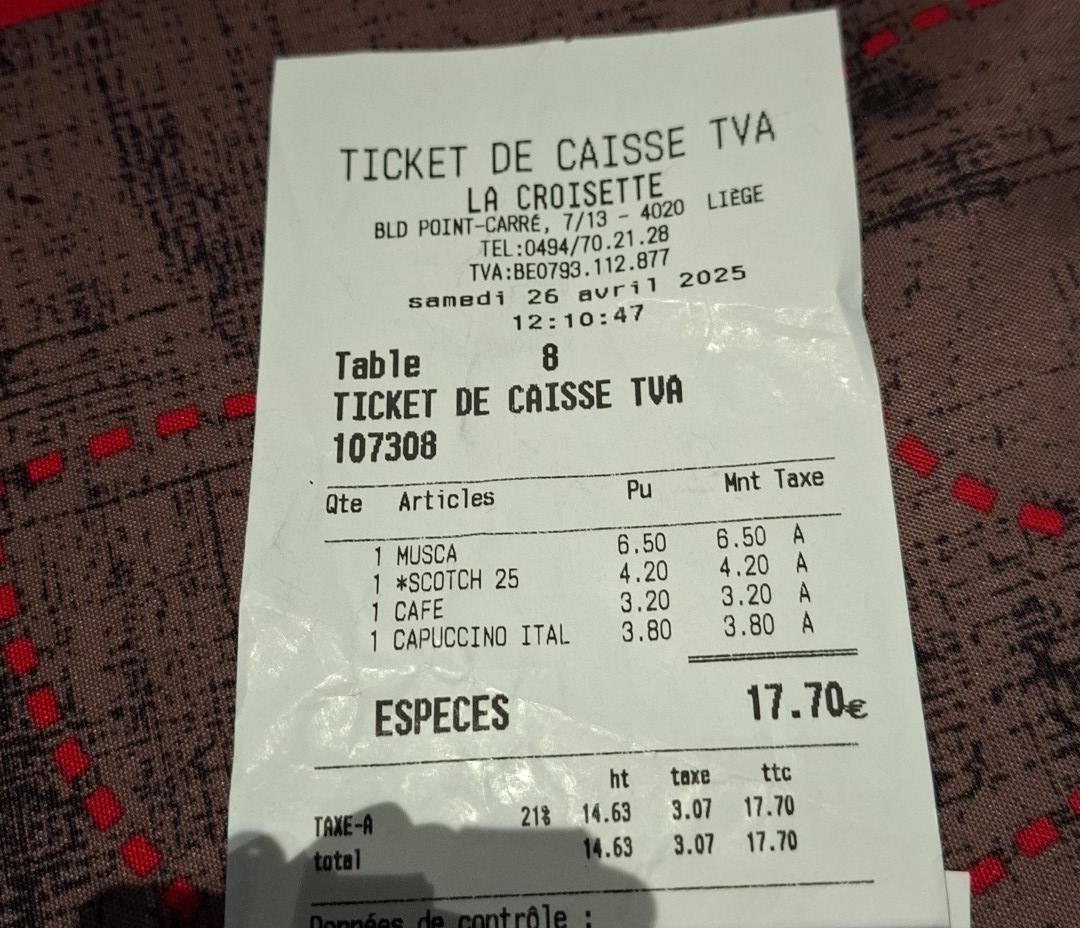 TICKET DE CAISSE TVA
LA CROISETTE
BLD POINT-CARRÉ, 7/13 - 4020 LIÈGE
TEL:0494/70.21.28
TVA:BE0793.112.877
samedi 26 avril 2025
12:10:47
Table 8
TICKET DE CAISSE TVA
107308
Qte Articles Pu Mnt Taxe
1 MUSCA 6.50 6.50 A
1 *SCOTCH 25 4.20 4.20 A
1 CAFE 3.20 3.20 A
1 CAPUCCINO ITAL 3.80 3.80 A
ESPECES 17.70€
ht taxe ttc
TAXE-A 21% 14.63 3.07 17.70
total 14.63 3.07 17.70
Données de contrôle :